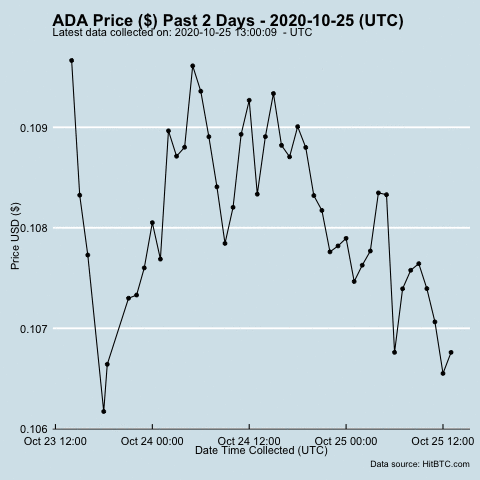 ADA Price ($) Past 2 Days - 2020-10-25 (UTC)
Latest data collected on: 2020-10-25 13:00:09  - UTC
0.109
0.108
Price USD ($)
0.107
0.106
Oct 23 12:00 Oct 24 00:00 Oct 24 12:00 Oct 25 00:00 Oct 25 12:00
Date Time Collected (UTC)
Data source: HitBTC.com